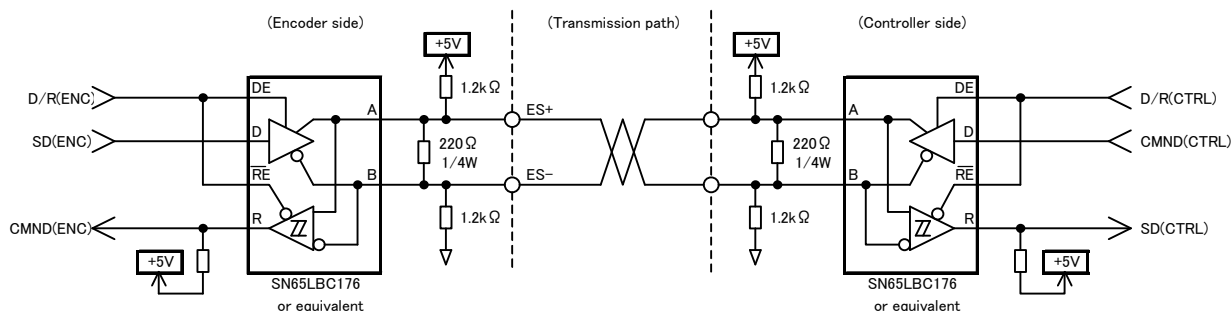 (Encoder side)
(Transmission path)
(Controller side)
+5V
+5V
1.2kΩ
1.2kΩ
DE
DE
D/R(ENC)
A
ES+
A
D/R(CTRL)
SD(ENC)
D
220Ω
1/4W
220Ω
1/4W
D
CMND(CTRL)
RE
B
ES-
B
RE
CMND(ENC)
R
1.2kΩ
1.2kΩ
R
SD(CTRL)
+5V
+5V
SN65LBC176
or equivalent
SN65LBC176
or equivalent